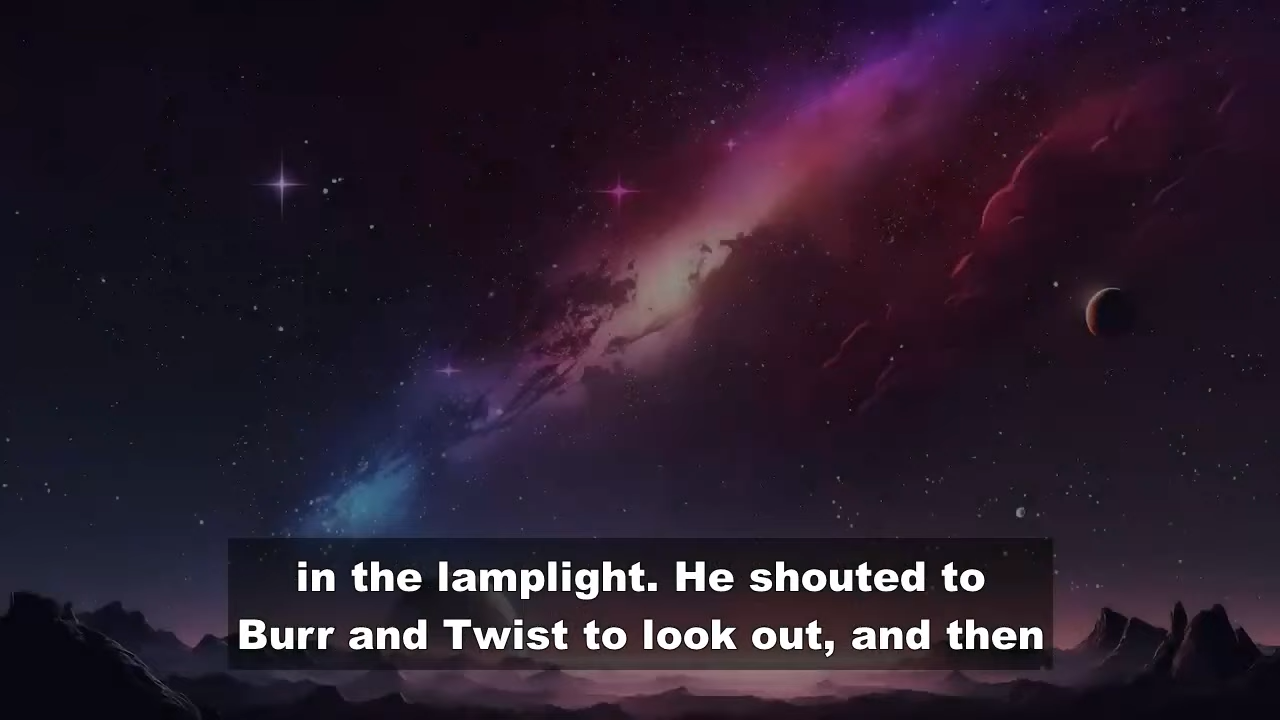 in the lamplight. He shouted to
Burr and Twist to look out, and then